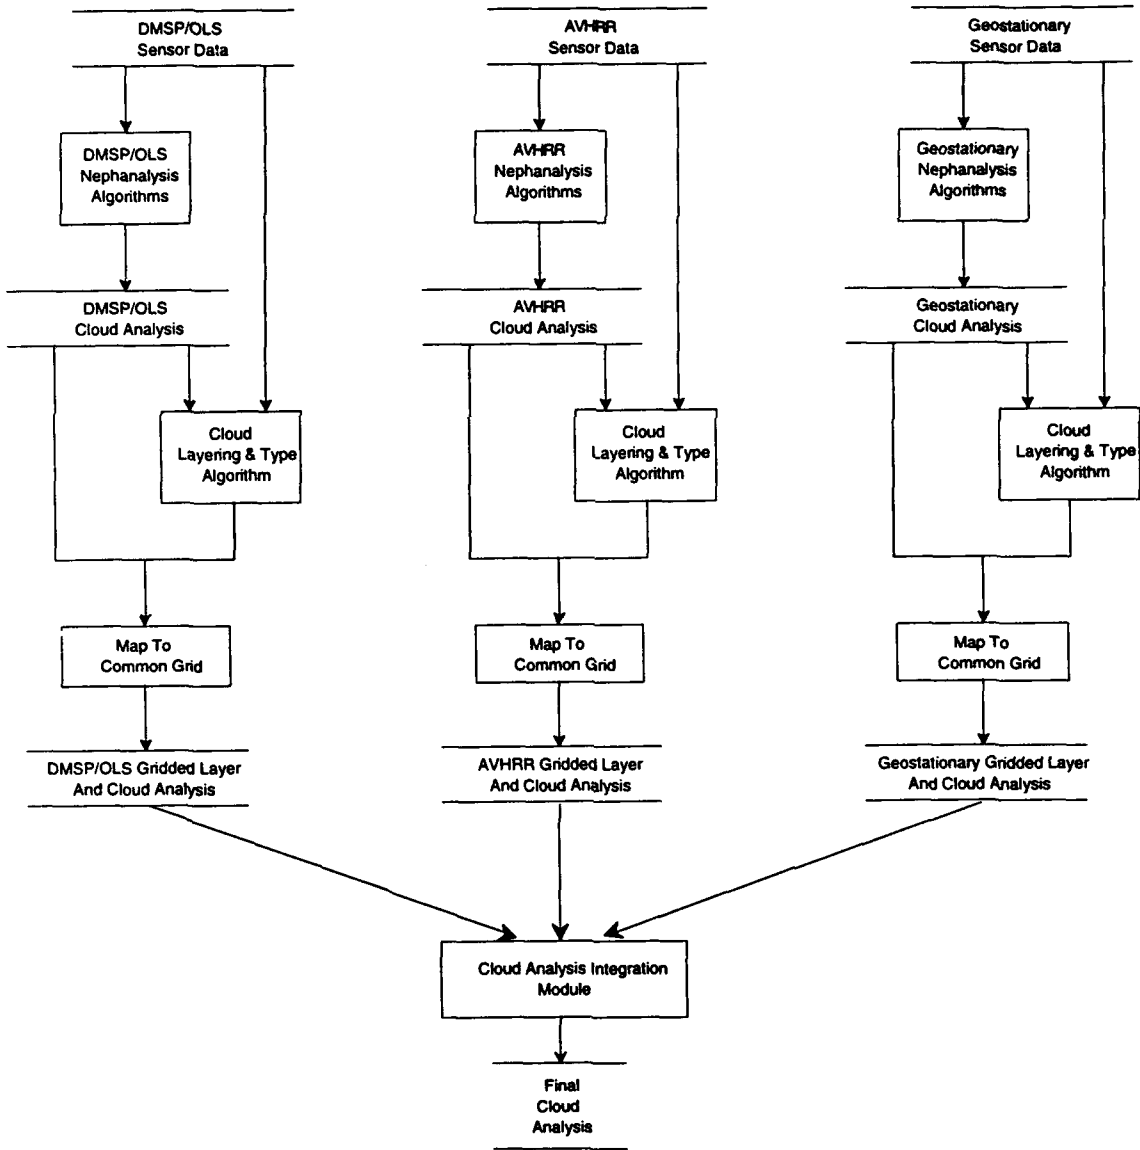 DMSP/OLS
Sensor Data
AVHRR
Sensor Data
Geostationary
Sensor Data
DMSP/OLS
Nephanalysis
Algorithms
AVHRR
Nephanalysis
Algorithms
Geostationary
Nephanalysis
Algorithms
DMSP/OLS
Cloud Analysis
AVHRR
Cloud Analysis
Geostationary
Cloud Analysis
Cloud
Layering & Type
Algorithm
Cloud
Layering & Type
Algorithm
Cloud
Layering & Type
Algorithm
Map To
Common Grid
Map To
Common Grid
Map To
Common Grid
DMSP/OLS Gridded Layer
And Cloud Analysis
AVHRR Gridded Layer
And Cloud Analysis
Geostationary Gridded Layer
And Cloud Analysis
Cloud Analysis Integration
Module
Final
Cloud
Analysis